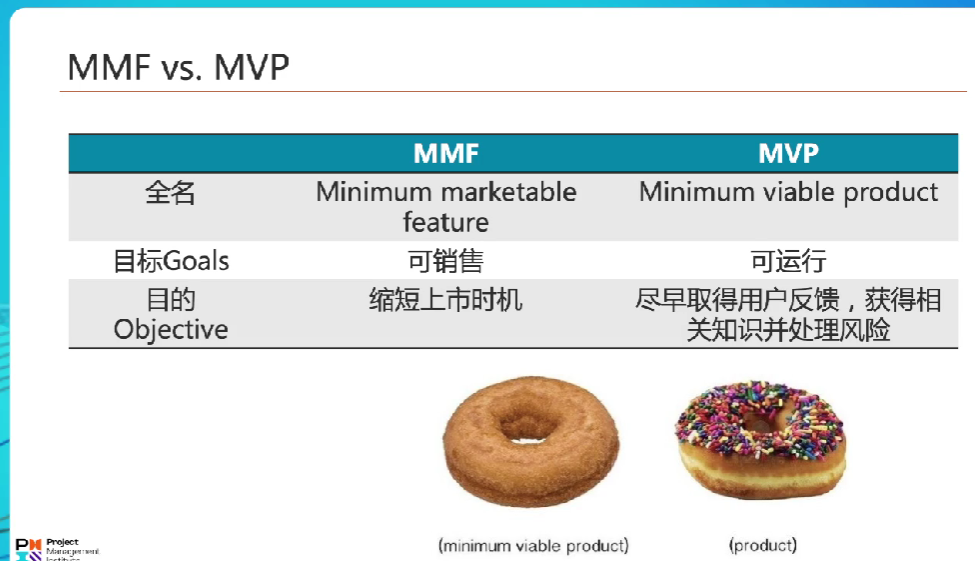 MMF vs. MVP
MMF MVP
全名 Minimum marketable feature Minimum viable product
目标Goals 可销售 可运行
目的 Objective 缩短上市时机 尽早取得用户反馈，获得相关知识并处理风险
(minimum viable product) (product)
Project
Management
Institute